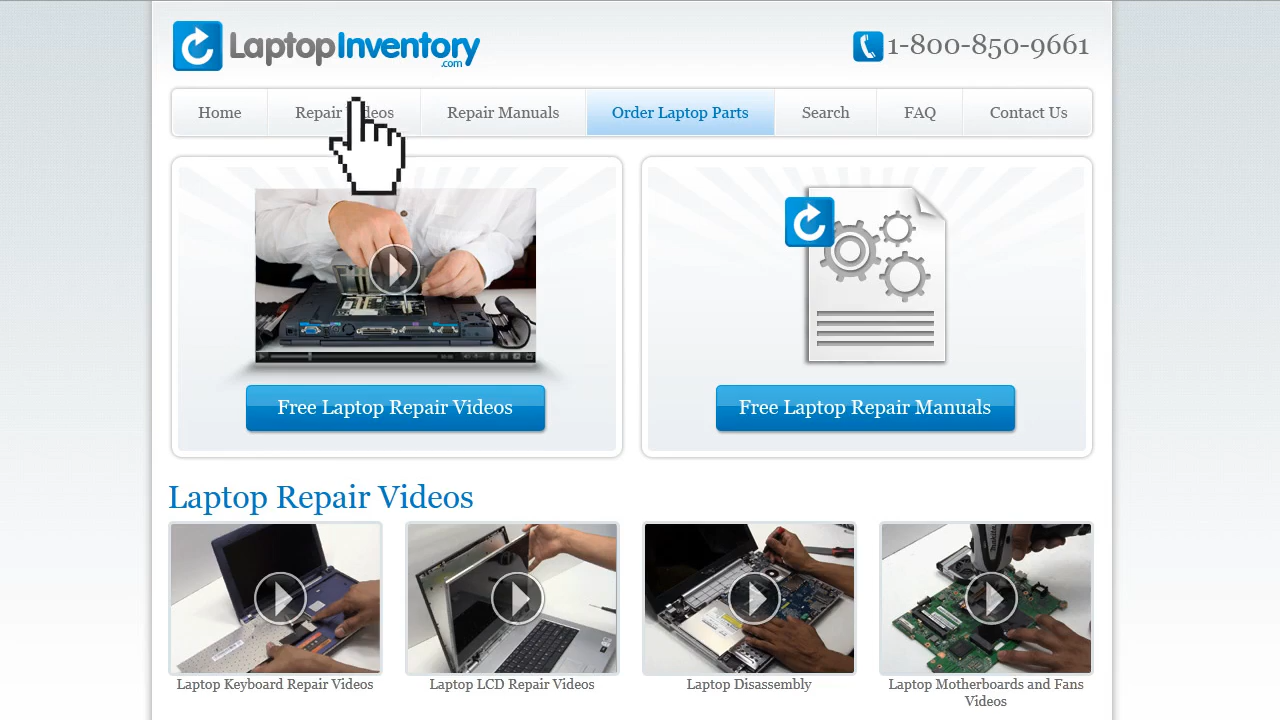 LaptopInventory
.com
1-800-850-9661
Home
Repair Videos
Repair Manuals
Order Laptop Parts
Search
FAQ
Contact Us
Free Laptop Repair Videos
Free Laptop Repair Manuals
Laptop Repair Videos
Laptop Keyboard Repair Videos
Laptop LCD Repair Videos
Laptop Disassembly
Laptop Motherboards and Fans
Videos